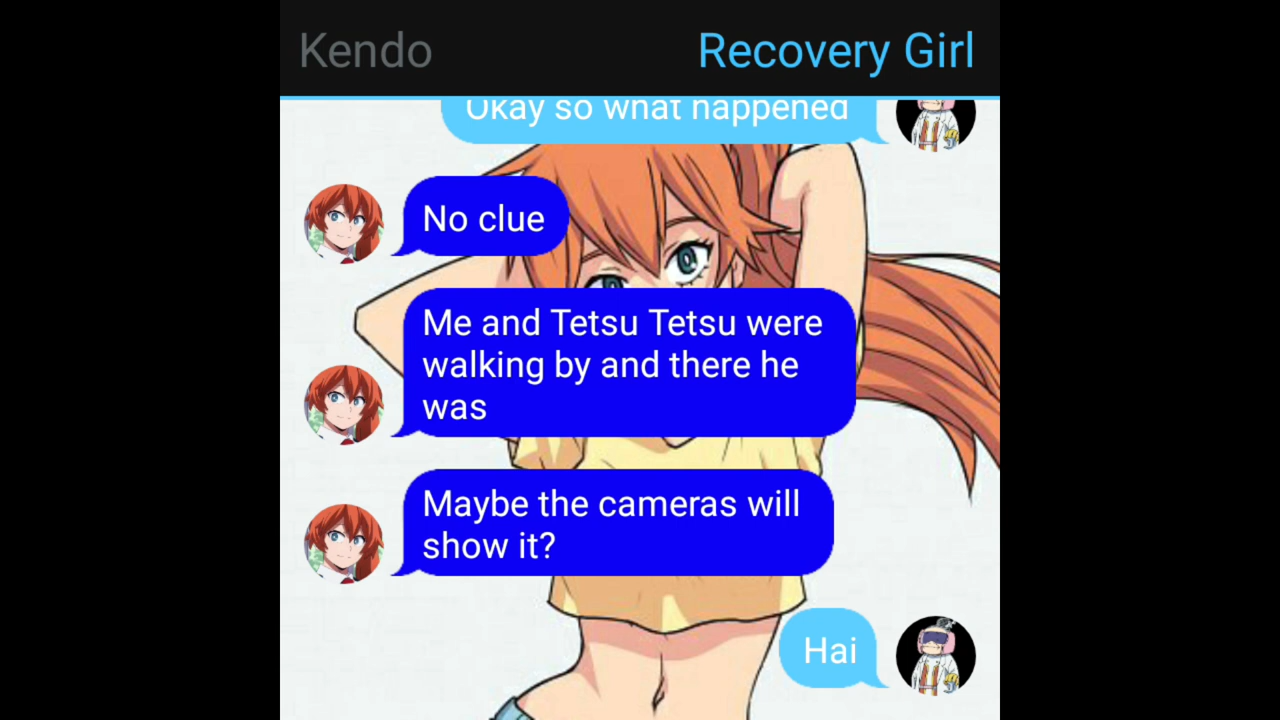 Kendo
Recovery Girl
Okay so what happened
No clue
Me and Tetsu Tetsu were
walking by and there he
was
Maybe the cameras will
show it?
Hai